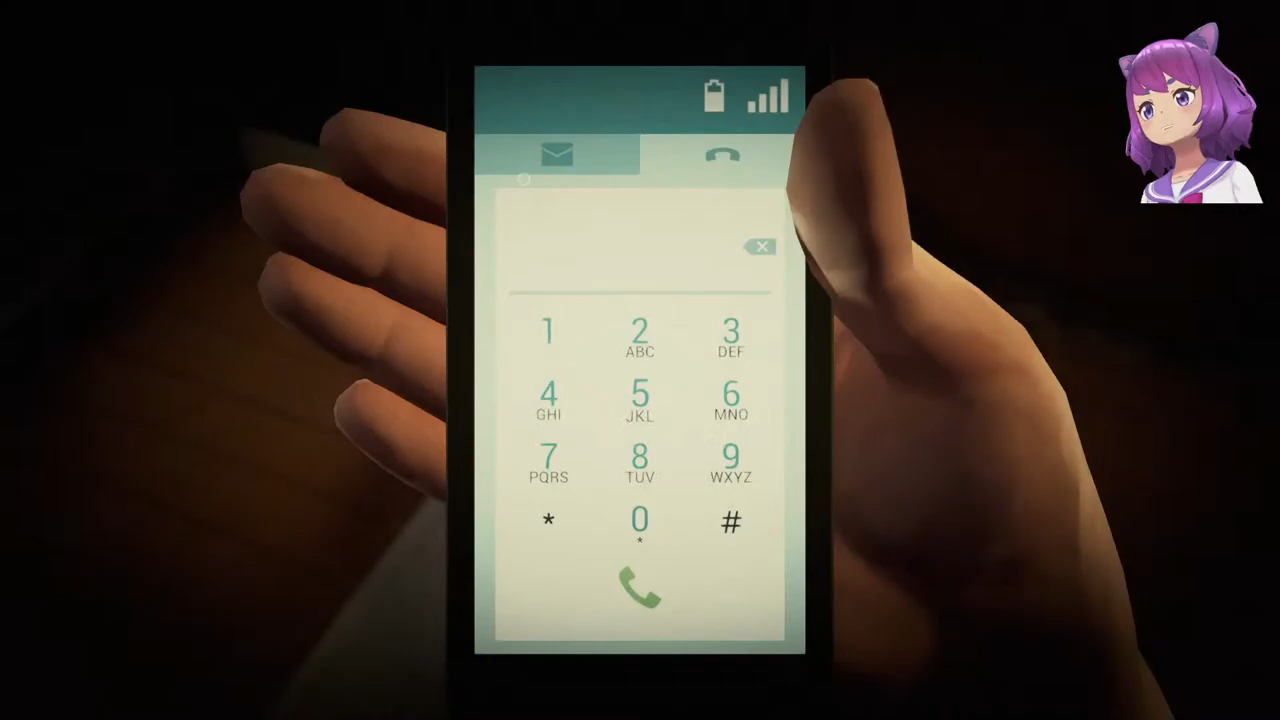 1 2 3
ABC DEF
4 5 6
GHI JKL MNO
7 8 9
PQRS TUV WXYZ
* 0 #
*